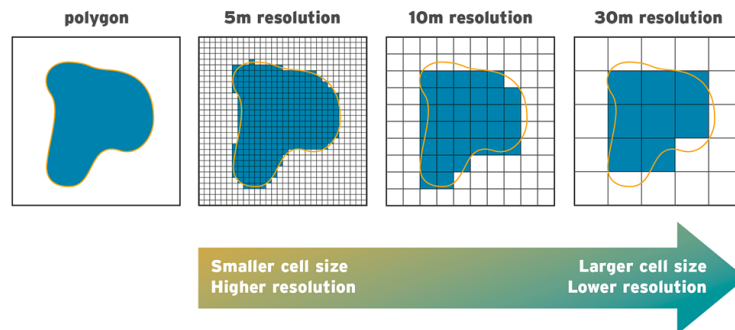 polygon
5m resolution
10m resolution
30m resolution
Smaller cell size
Higher resolution
Larger cell size
Lower resolution